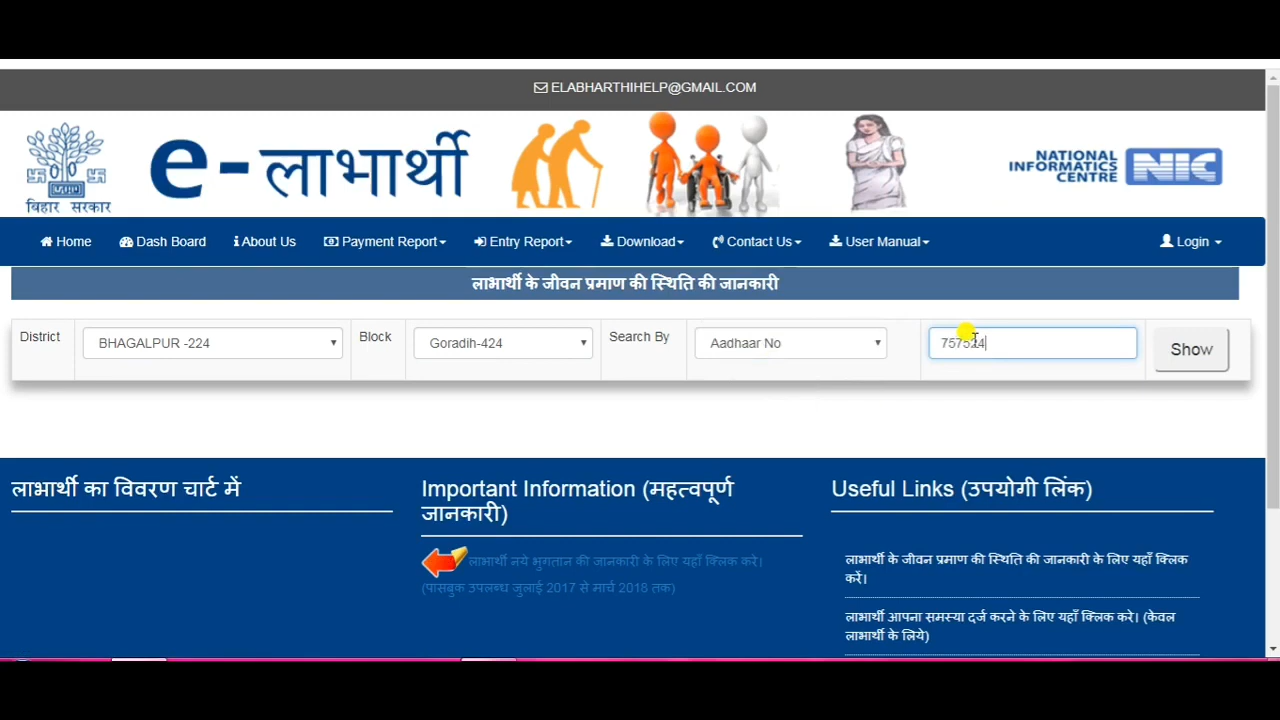 ELABHARTHIHELP@GMAIL.COM
बिहार सरकार
e-लाभार्थी
NATIONAL
INFORMATICS
CENTRE
NIC
Home Dash Board About Us Payment Report Entry Report Download Contact Us User Manual Login
लाभार्थी के जीवन प्रमाण की स्थिति की जानकारी
District BHAGALPUR -224 Block Goradih-424 Search By Aadhaar No Show
लाभार्थी का विवरण चार्ट में
Important Information (महत्वपूर्ण
जानकारी)
लाभार्थी नये भुगतान की जानकारी के लिए यहाँ क्लिक करे।
(पासबुक उपलब्ध जुलाई 2017 से मार्च 2018 तक)
Useful Links (उपयोगी लिंक)
लाभार्थी के जीवन प्रमाण की स्थिति की जानकारी के लिए यहाँ क्लिक
करें।
लाभार्थी आपना समस्या दर्ज करने के लिए यहाँ क्लिक करे। (केवल
लाभार्थी के लिये)